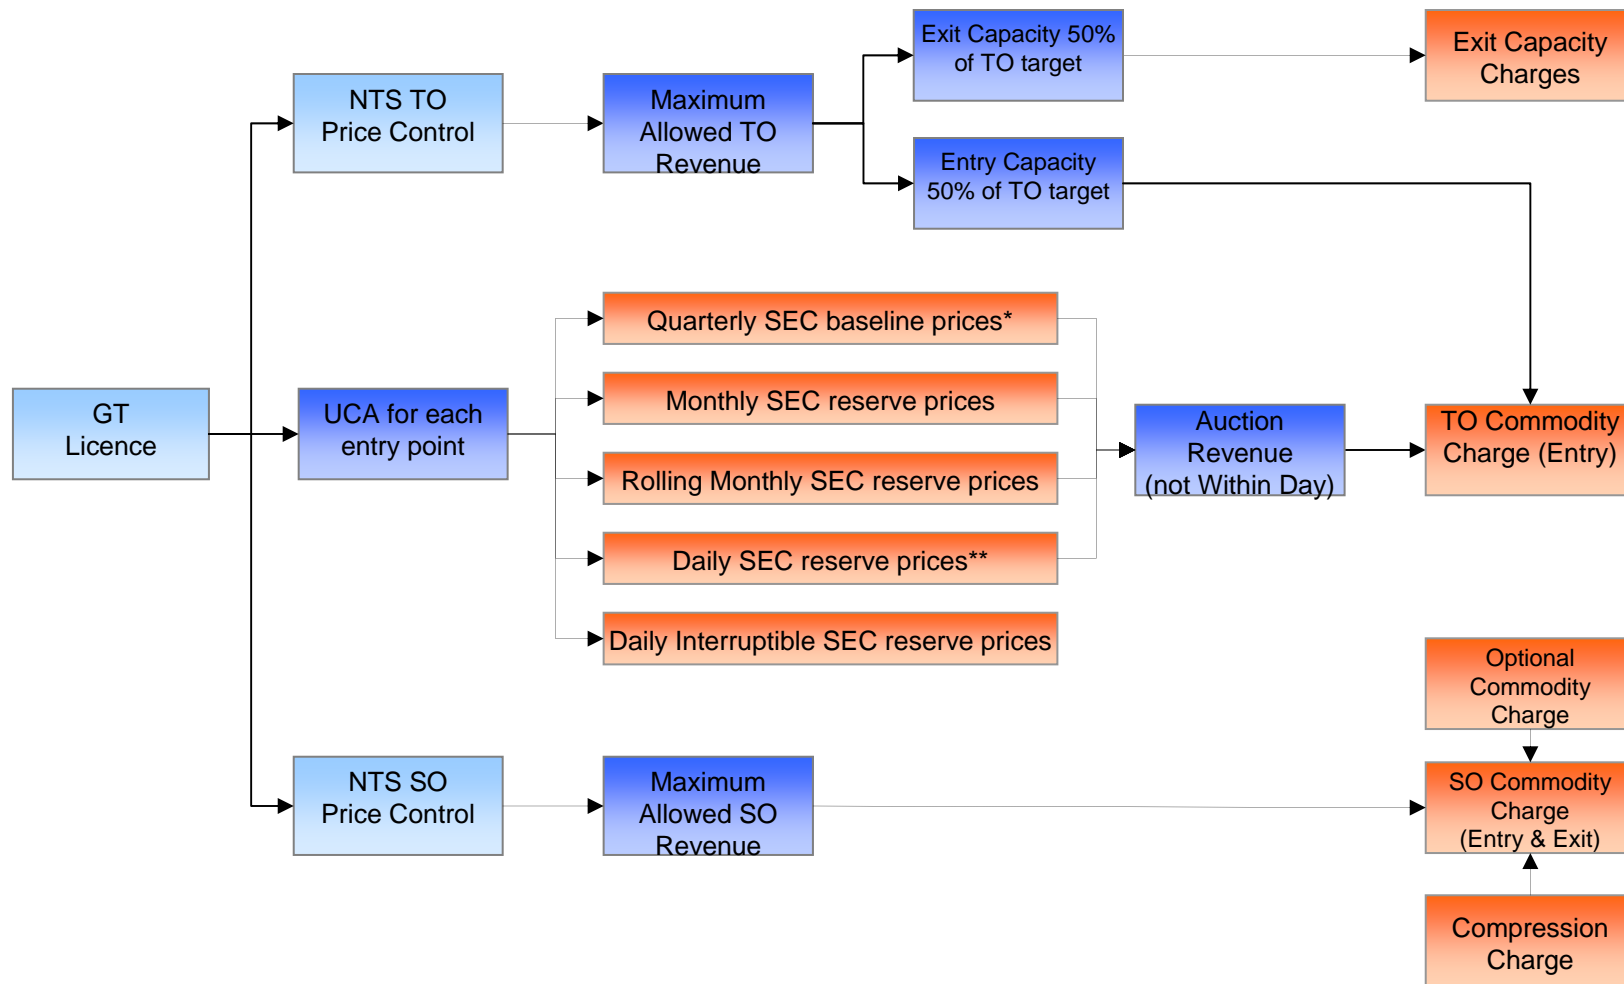 Exit Capacity 50%
of TO target
Exit Capacity
Charges
NTS TO
Price Control
Maximum
Allowed TO
Revenue
Entry Capacity
50% of TO target
Quarterly SEC baseline prices*
Monthly SEC reserve prices
GT
Licence
UCA for each
entry point
Auction
Revenue
(not Within Day)
TO Commodity
Charge (Entry)
Rolling Monthly SEC reserve prices
Daily SEC reserve prices**
Daily Interruptible SEC reserve prices
Optional
Commodity
Charge
NTS SO
Price Control
Maximum
Allowed SO
Revenue
SO Commodity
Charge
(Entry & Exit)
Compression
Charge